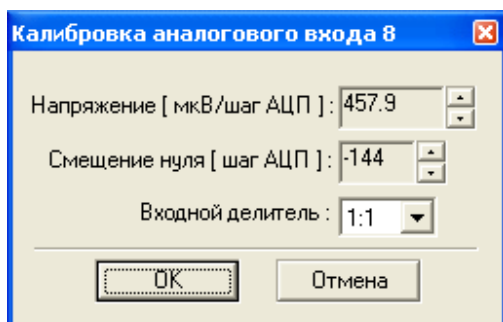 Калибровка аналогового входа 8
Напряжение [ мкВ/шаг АЦП ] : 457.9
Смещение нуля [ шаг АЦП ] : -144
Входной делитель : 1:1
OK Отмена